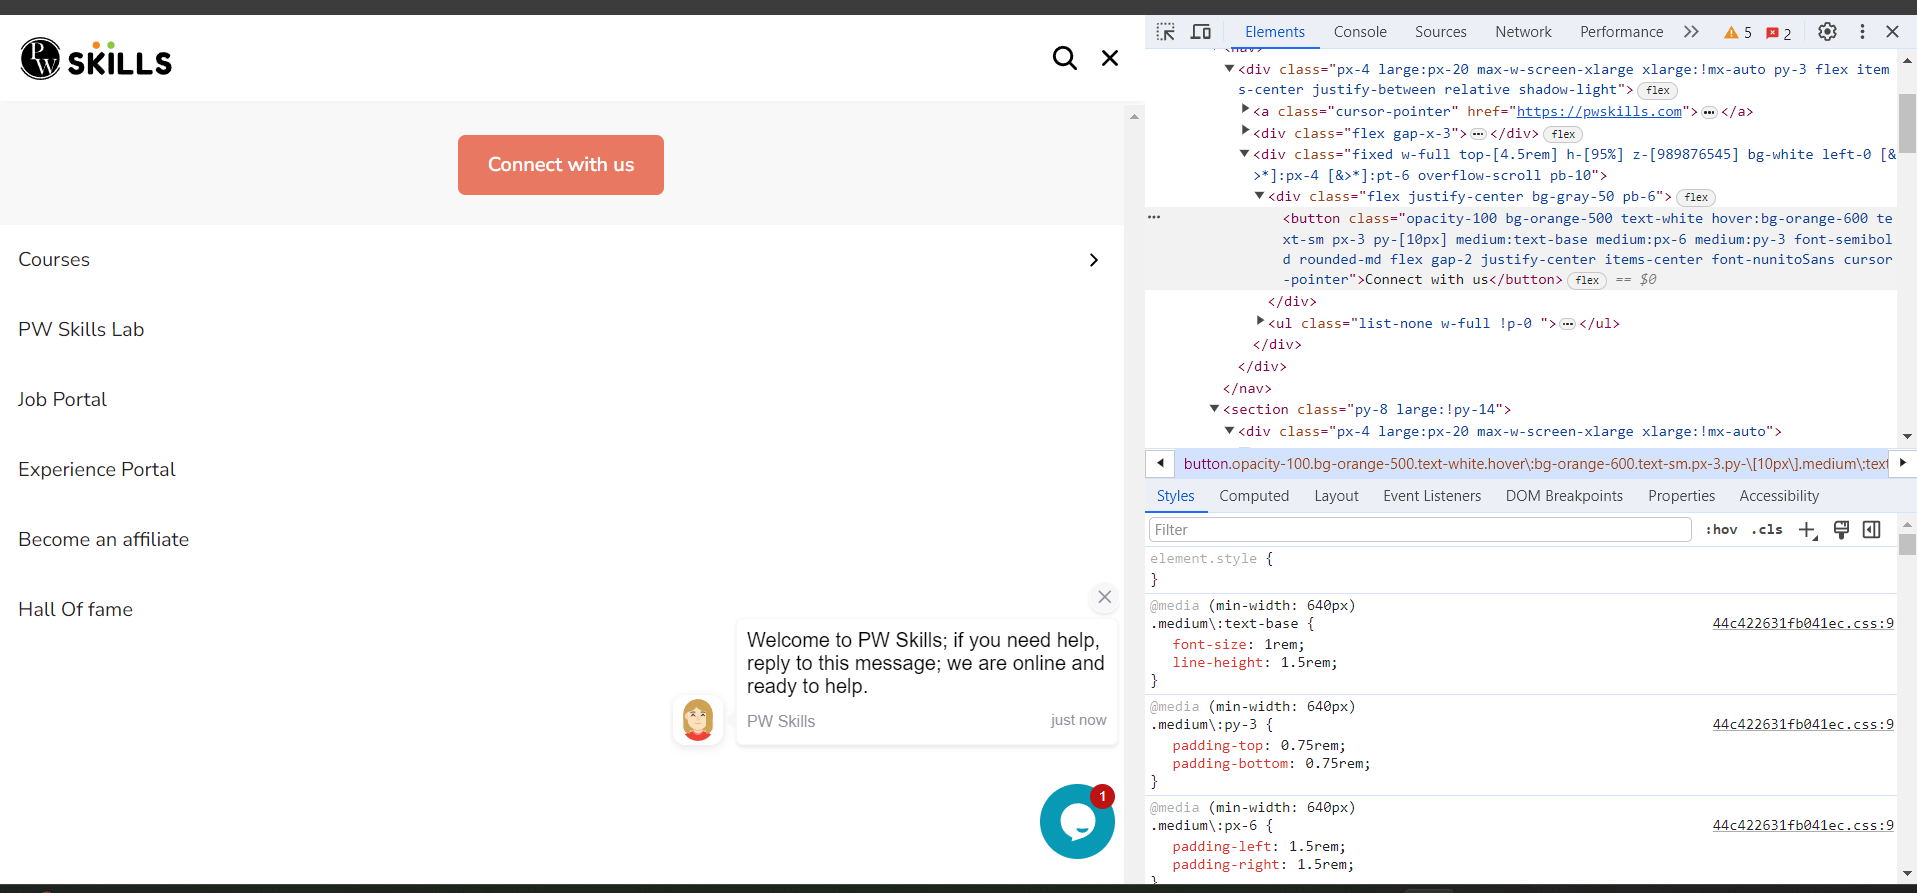 PW SKILLS
Connect with us
Courses
PW Skills Lab
Job Portal
Experience Portal
Become an affiliate
Hall Of fame
Welcome to PW Skills; if you need help,
reply to this message; we are online and
ready to help.
PW Skills just now
1
Elements Console Sources Network Performance 5 2
<div class="px-4 large:px-20 max-w-screen-xlarge xlarge:!mx-auto py-3 flex item
s-center justify-between relative shadow-light"> flex
<a class="cursor-pointer" href="https://pwskills.com"> … </a>
<div class="flex gap-x-3"> … </div> flex
<div class="fixed w-full top-[4.5rem] h-[95%] z-[989876545] bg-white left-0 [&
>*]:px-4 [&>*]:pt-6 overflow-scroll pb-10">
<div class="flex justify-center bg-gray-50 pb-6"> flex
… <button class="opacity-100 bg-orange-500 text-white hover:bg-orange-600 te
xt-sm px-3 py-[10px] medium:text-base medium:px-6 medium:py-3 font-semibol
d rounded-md flex gap-2 justify-center items-center font-nunitoSans cursor
-pointer">Connect with us</button> flex == $0
</div>
<ul class="list-none w-full !p-0 "> … </ul>
</div>
</div>
</nav>
<section class="py-8 large:!py-14">
<div class="px-4 large:px-20 max-w-screen-xlarge xlarge:!mx-auto">
button.opacity-100.bg-orange-500.text-white.hover\:bg-orange-600.text-sm.px-3.py-\[10px\].medium\:text
Styles Computed Layout Event Listeners DOM Breakpoints Properties Accessibility
Filter :hov .cls
element.style {
}
@media (min-width: 640px)
.medium\:text-base { 44c422631fb041ec.css:9
font-size: 1rem;
line-height: 1.5rem;
}
@media (min-width: 640px)
.medium\:py-3 { 44c422631fb041ec.css:9
padding-top: 0.75rem;
padding-bottom: 0.75rem;
}
@media (min-width: 640px)
.medium\:px-6 { 44c422631fb041ec.css:9
padding-left: 1.5rem;
padding-right: 1.5rem;
}